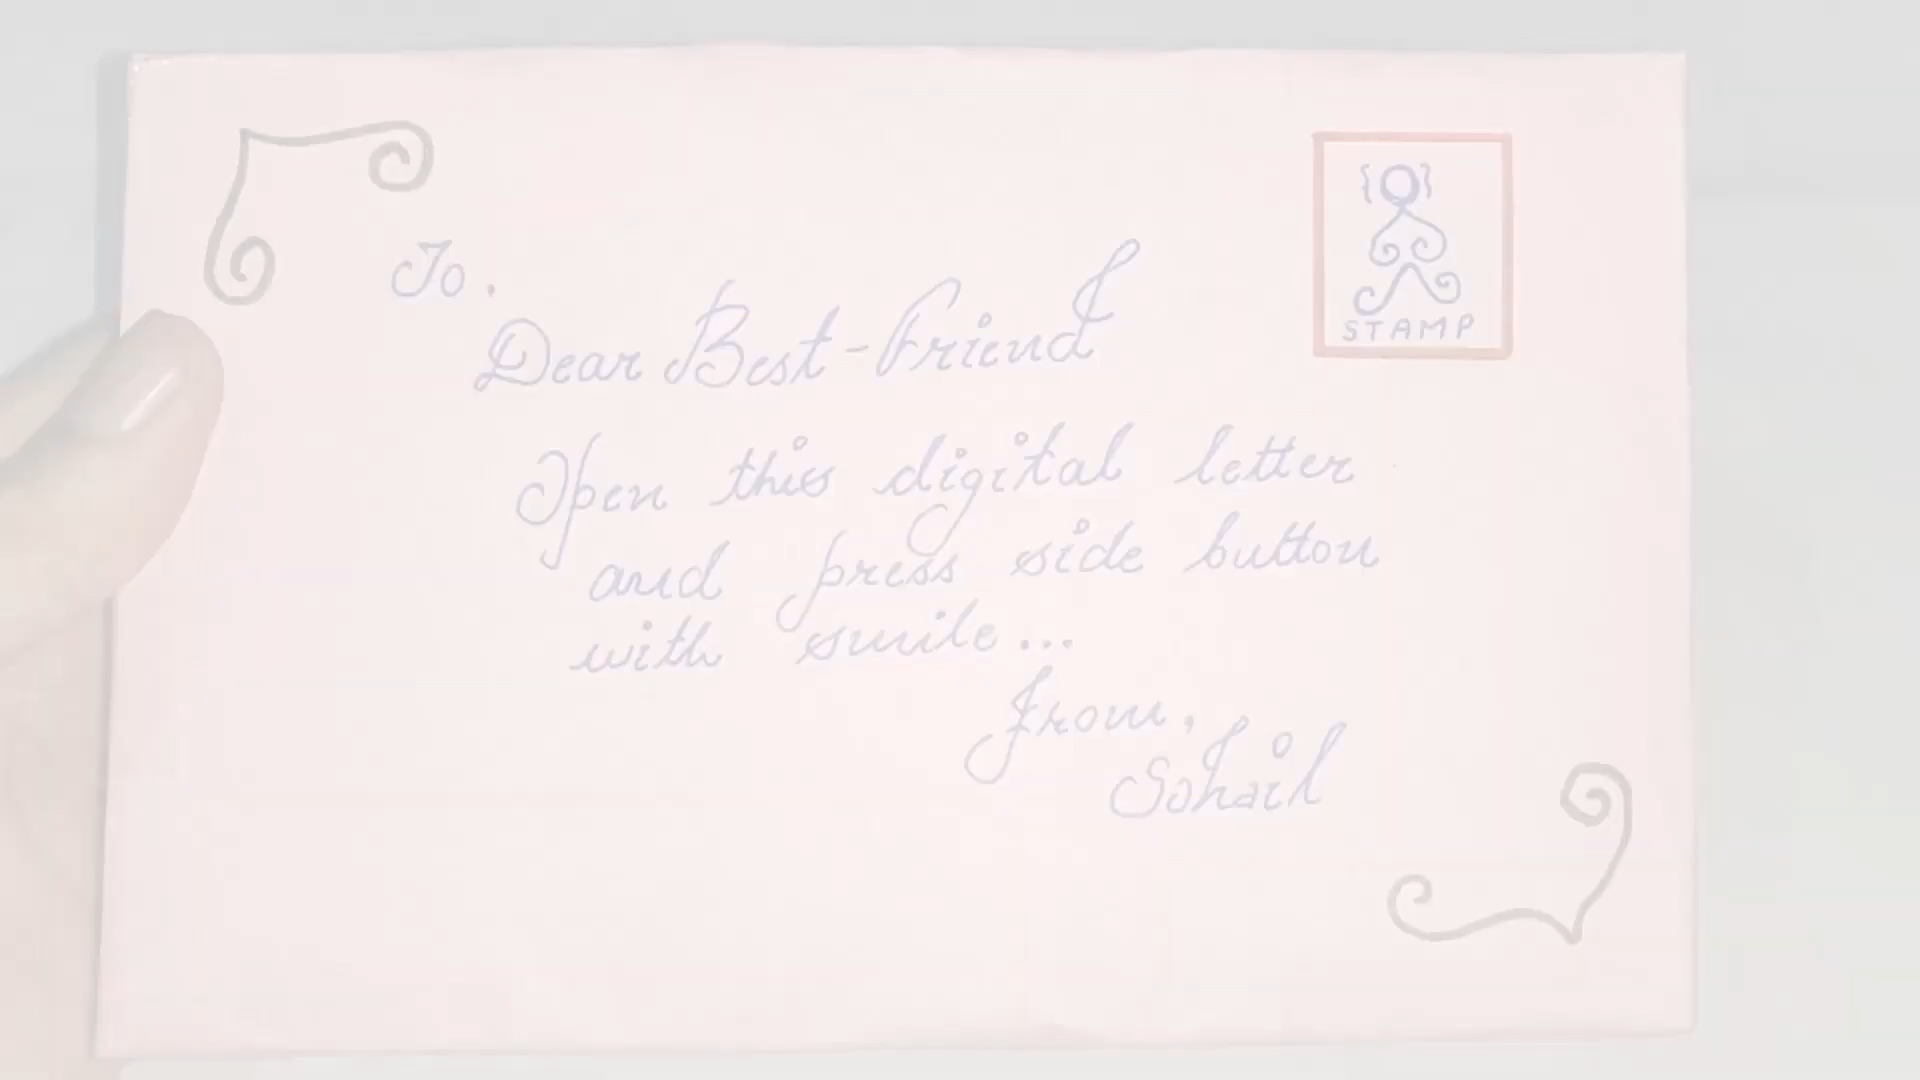 To.
STAMP
Dear Best-Friend
Open this digital letter
and press side button
with smile...
From,
Sohail